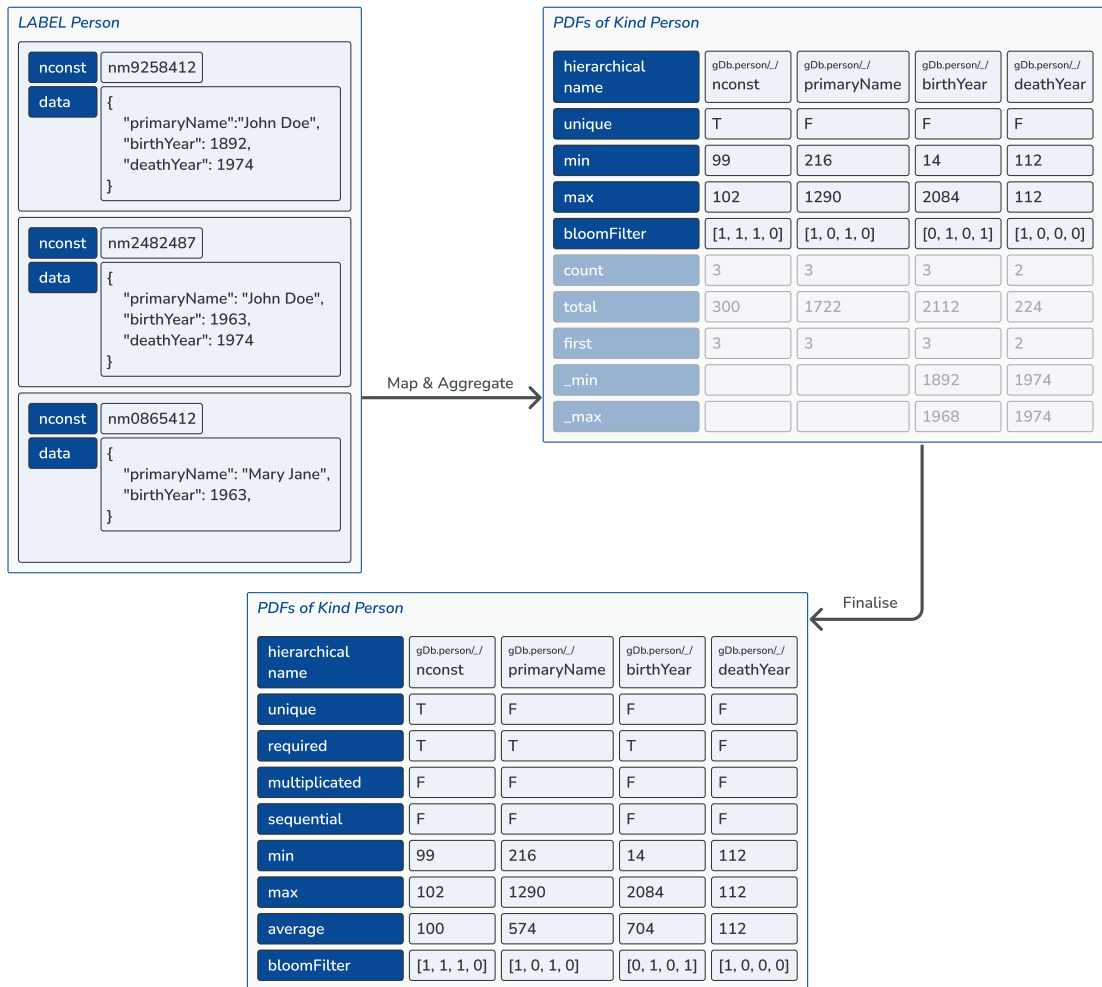 LABEL Person
nconst nm9258412
data {
"primaryName":"John Doe",
"birthYear": 1892,
"deathYear": 1974
}
nconst nm2482487
data {
"primaryName": "John Doe",
"birthYear": 1963,
"deathYear": 1974
}
nconst nm0865412
data {
"primaryName": "Mary Jane",
"birthYear": 1963,
}
Map & Aggregate
PDFs of Kind Person
hierarchical name gDb.person/_/ nconst gDb.person/_/ primaryName gDb.person/_/ birthYear gDb.person/_/ deathYear
unique T F F F
min 99 216 14 112
max 102 1290 2084 112
bloomFilter [1, 1, 1, 0] [1, 0, 1, 0] [0, 1, 0, 1] [1, 0, 0, 0]
count 3 3 3 2
total 300 1722 2112 224
first 3 3 3 2
_min 1892 1974
_max 1968 1974
Finalise
PDFs of Kind Person
hierarchical name gDb.person/_/ nconst gDb.person/_/ primaryName gDb.person/_/ birthYear gDb.person/_/ deathYear
unique T F F F
required T T T F
multiplicated F F F F
sequential F F F F
min 99 216 14 112
max 102 1290 2084 112
average 100 574 704 112
bloomFilter [1, 1, 1, 0] [1, 0, 1, 0] [0, 1, 0, 1] [1, 0, 0, 0]